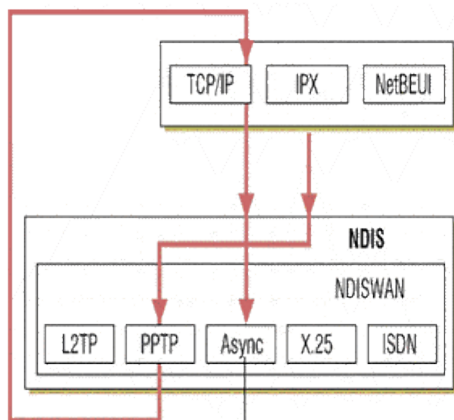 TCP/IP IPX NetBEUI
NDIS
NDISWAN
L2TP PPTP Async X.25 ISDN